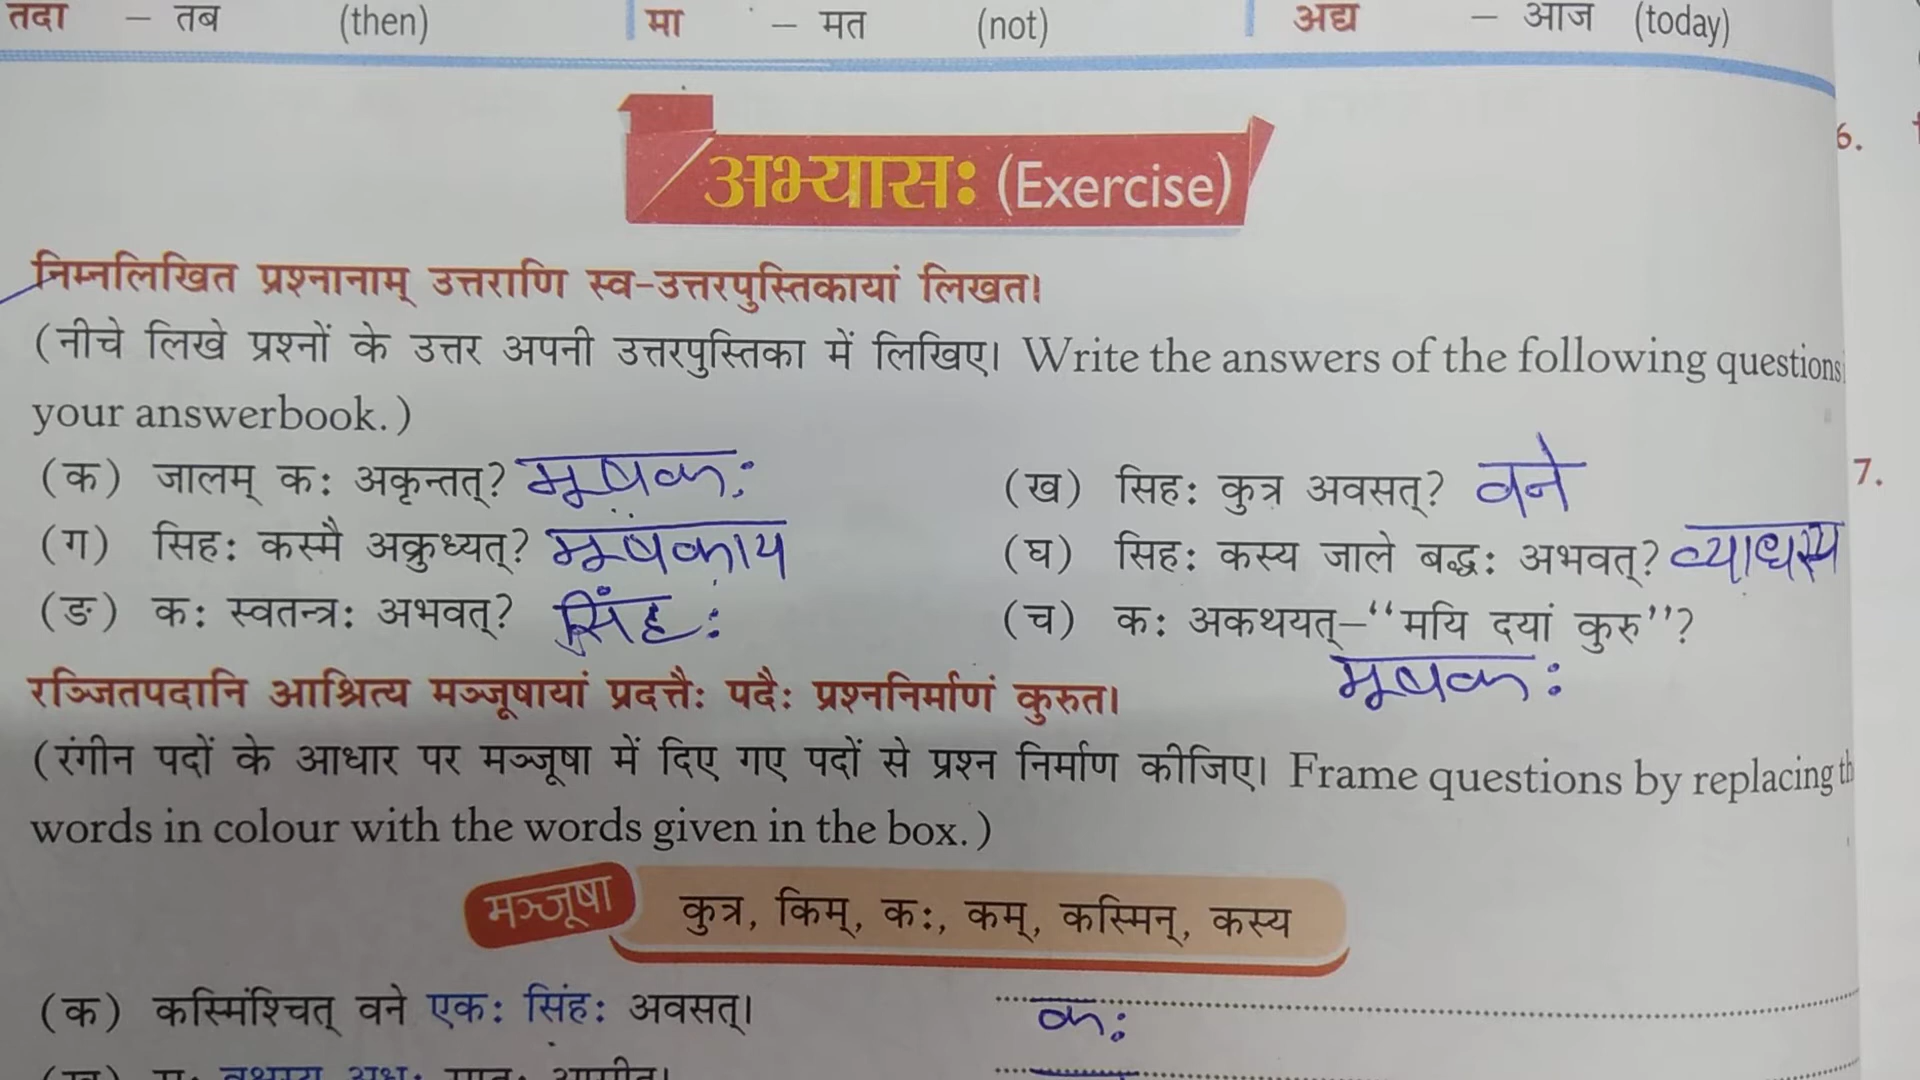 तदा – तब (then) मा – मत (not) अद्य – आज (today)
अभ्यासः (Exercise)
6.
निम्नलिखित प्रश्नानाम् उत्तराणि स्व-उत्तरपुस्तिकायां लिखत।
(नीचे लिखे प्रश्नों के उत्तर अपनी उत्तरपुस्तिका में लिखिए। Write the answers of the following questions
your answerbook.)
(क) जालम् कः अकृन्तत्? मूषकः (ख) सिहः कुत्र अवसत्? वने
7.
(ग) सिहः कस्मै अक्रुध्यत्? मूषकाय (घ) सिहः कस्य जाले बद्धः अभवत्? व्याधस्य
(ङ) कः स्वतन्त्रः अभवत्? सिंहः (च) कः अकथयत्–“मयि दयां कुरु”?
मूषकः
रञ्जितपदानि आश्रित्य मञ्जूषायां प्रदत्तैः पदैः प्रश्ननिर्माणं कुरुत।
(रंगीन पदों के आधार पर मञ्जूषा में दिए गए पदों से प्रश्न निर्माण कीजिए। Frame questions by replacing th
words in colour with the words given in the box.)
मञ्जूषा कुत्र, किम्, कः, कम्, कस्मिन्, कस्य
(क) कस्मिंश्चित् वने एकः सिंहः अवसत्। कः